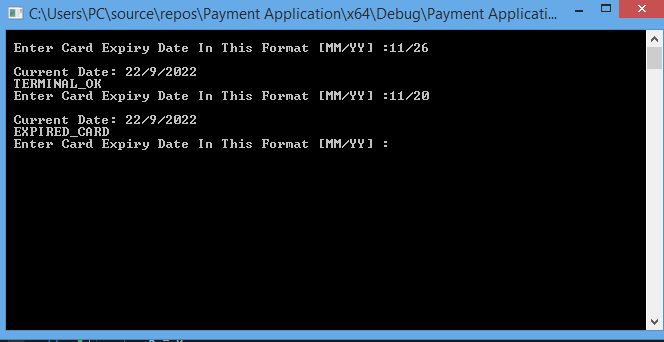 C:\Users\PC\source\repos\Payment Application\x64\Debug\Payment Applicati...
Enter Card Expiry Date In This Format [MM/YY] :11/26
Current Date: 22/9/2022
TERMINAL_OK
Enter Card Expiry Date In This Format [MM/YY] :11/20
Current Date: 22/9/2022
EXPIRED_CARD
Enter Card Expiry Date In This Format [MM/YY] :